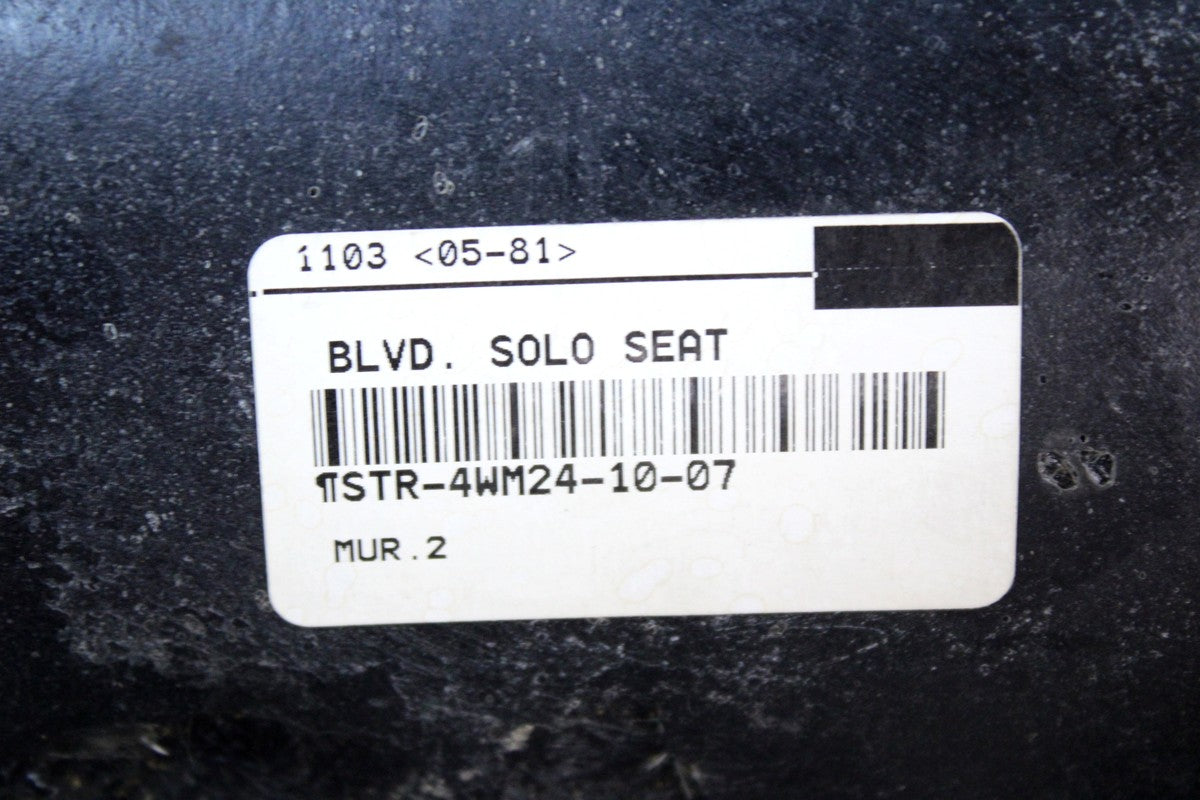 1103 <05-81>
BLVD. SOLO SEAT
¶STR-4WM24-10-07
MUR.2